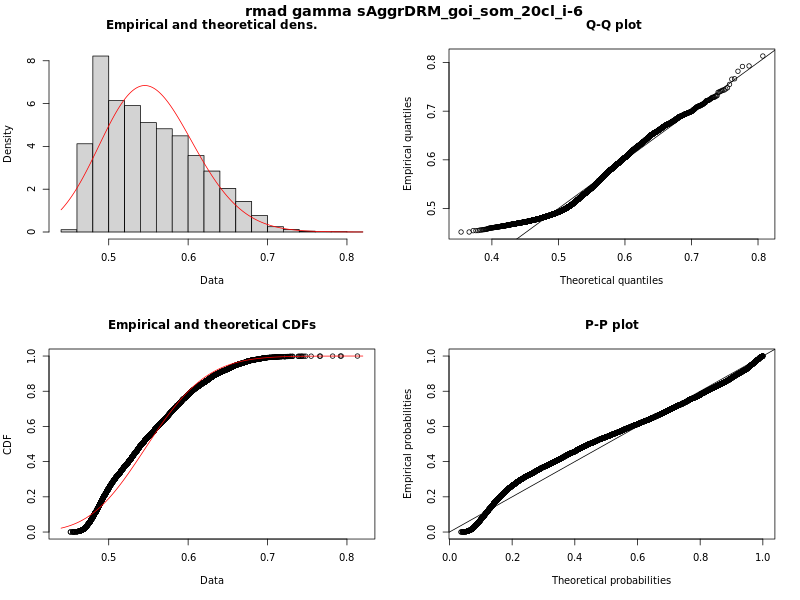 rmad gamma sAggrDRM_goi_som_20cl_i-6
Empirical and theoretical dens.
Density
0 2 4 6 8
0.5 0.6 0.7 0.8
Data
Q-Q plot
Empirical quantiles
0.5 0.6 0.7 0.8
0.4 0.5 0.6 0.7 0.8
Theoretical quantiles
Empirical and theoretical CDFs
CDF
0.0 0.2 0.4 0.6 0.8 1.0
0.5 0.6 0.7 0.8
Data
P-P plot
Empirical probabilities
0.0 0.2 0.4 0.6 0.8 1.0
0.0 0.2 0.4 0.6 0.8 1.0
Theoretical probabilities